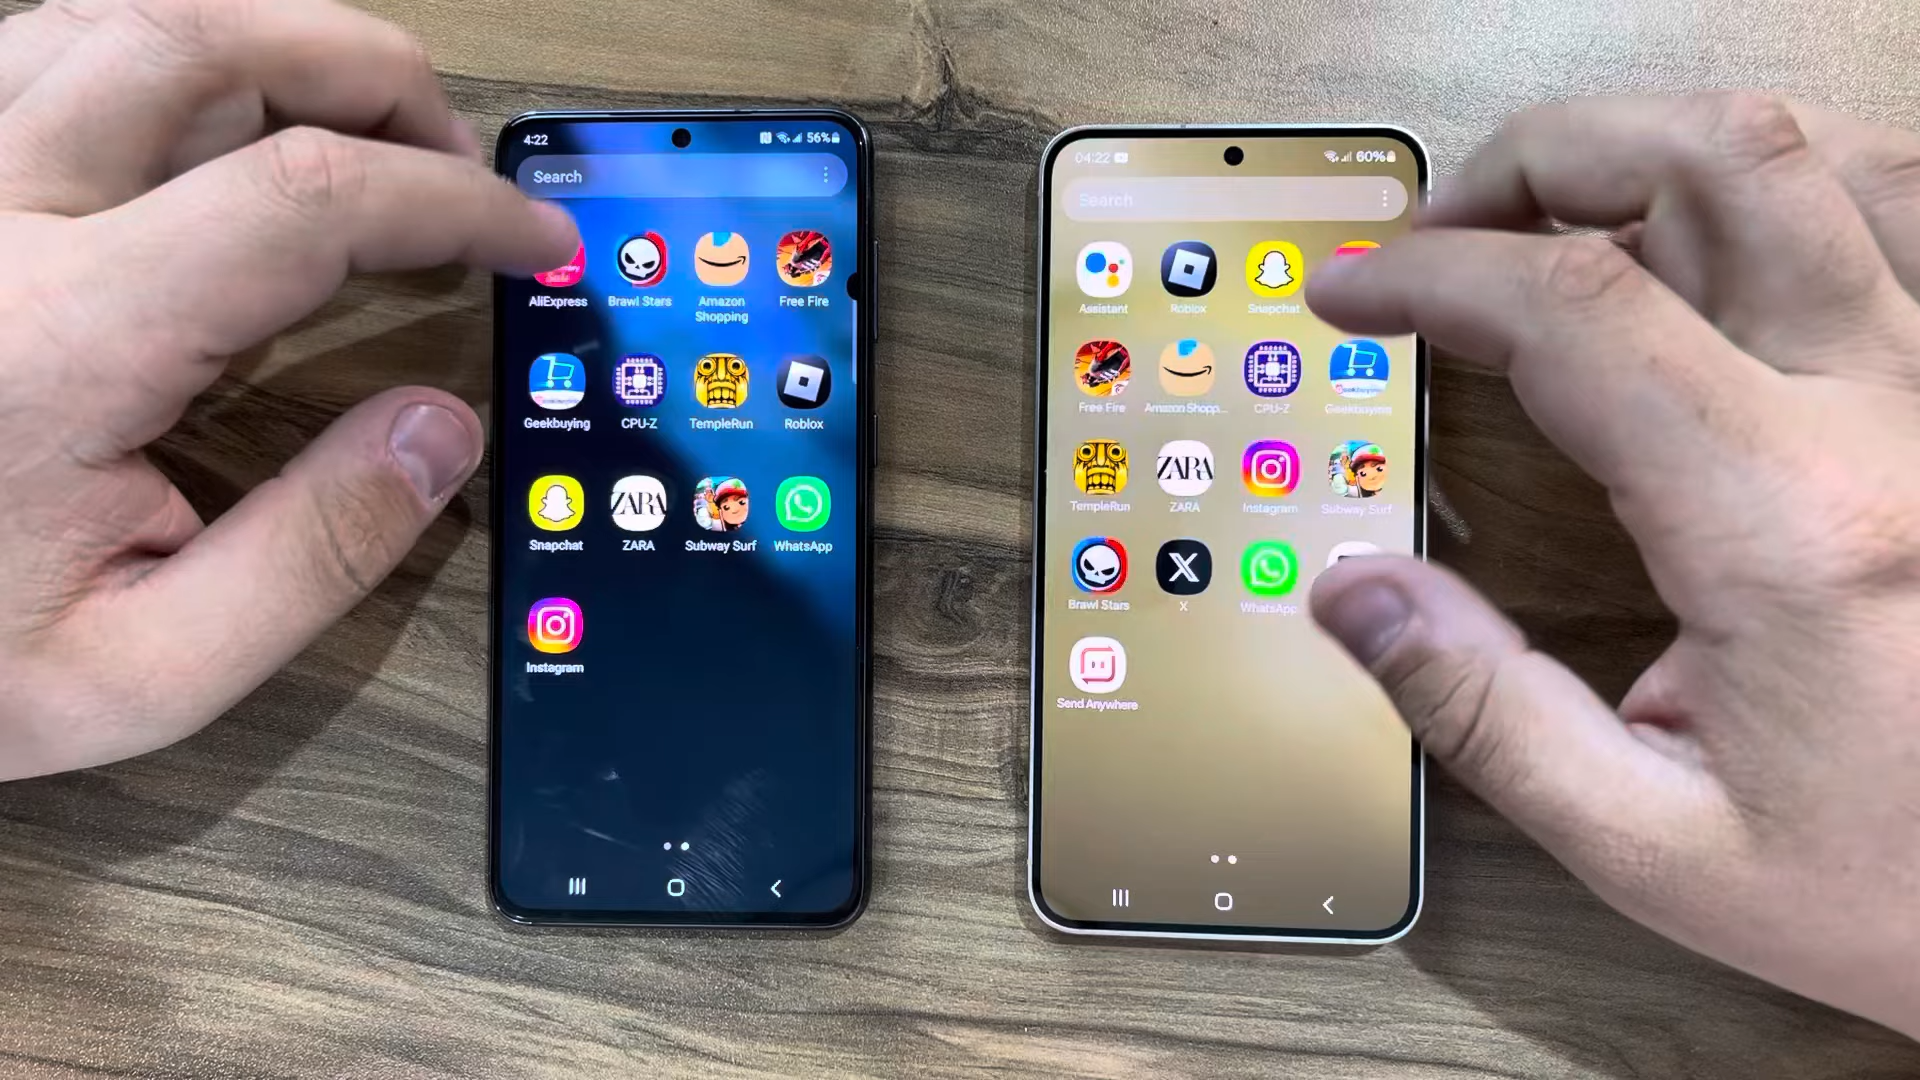 4:22
56%
Search
AliExpress
Brawl Stars
Amazon
Shopping
Free Fire
Geekbuying
CPU-Z
TempleRun
Roblox
ZARA
Snapchat
ZARA
Subway Surf
WhatsApp
Instagram
04:22
60%
Search
Assistant
Roblox
Snapchat
Free Fire
Amazon Shopp...
CPU-Z
Geekbuying
ZARA
TempleRun
ZARA
Instagram
Subway Surf
Brawl Stars
X
WhatsApp
Send Anywhere